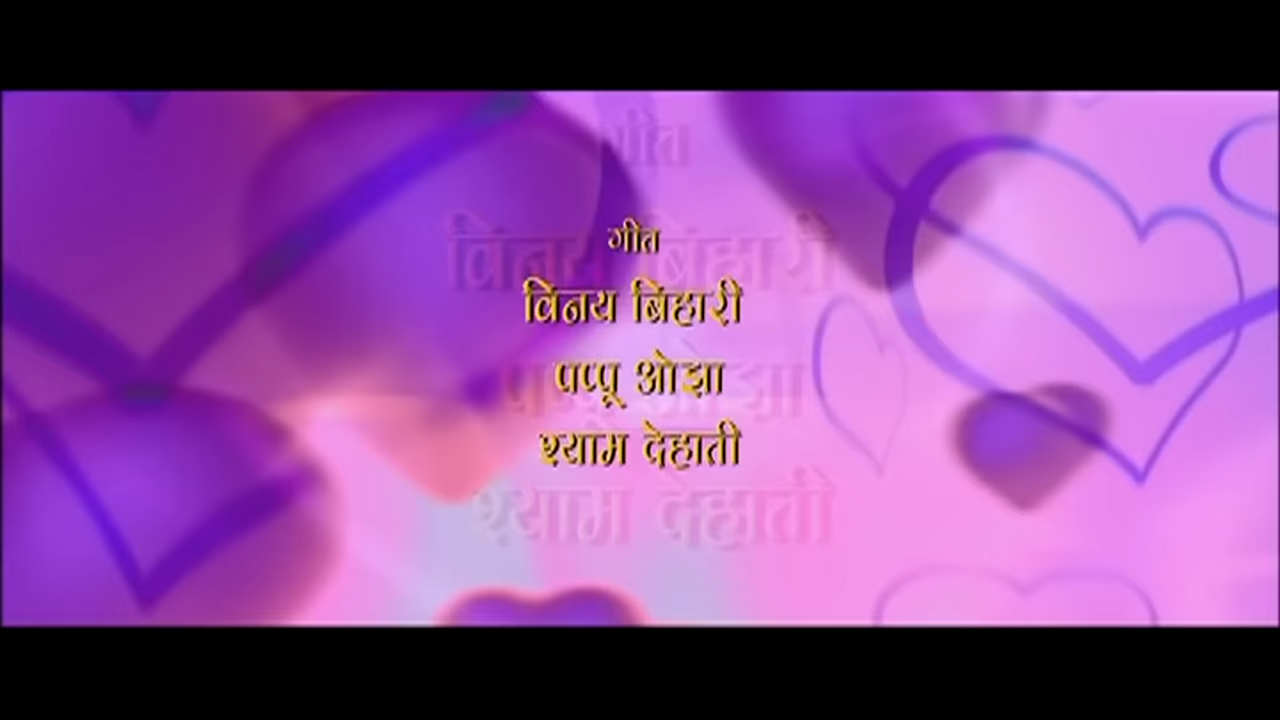 गीत
विनय बिहारी
पप्पू ओझा
श्याम देहाती